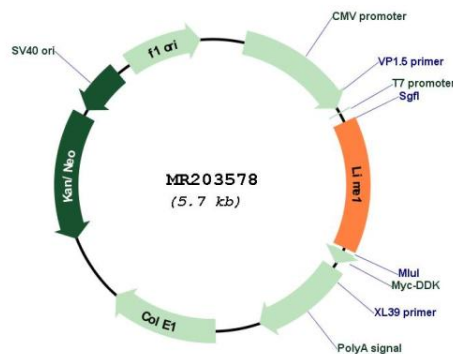 CMV promoter
VP1.5 primer
T7 promoter
SgfI
Lime1
MluI
Myc-DDK
XL39 primer
PolyA signal
Col E1
Kan/Neo
SV40 ori
f1 ori
MR203578
(5.7 kb)